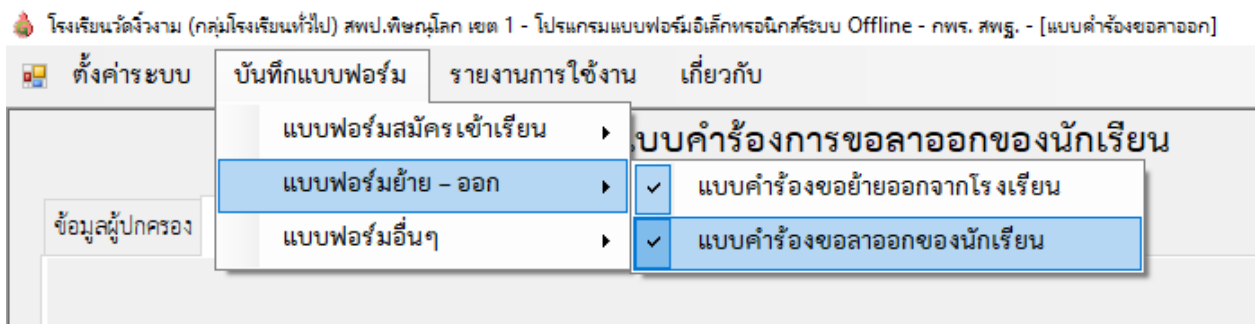 โรงเรียนวัดจิ้วงาม (กลุ่มโรงเรียนทั่วไป) สพป.พิษณุโลก เขต 1 - โปรแกรมแบบฟอร์มอิเล็กทรอนิกส์ระบบ Offline - กพร. สพฐ. - [แบบคำร้องขอลาออก]
ตั้งค่าระบบ บันทึกแบบฟอร์ม รายงานการใช้งาน เกี่ยวกับ
แบบฟอร์มสมัครเข้าเรียน
บบคำร้องการขอลาออกของนักเรียน
แบบฟอร์มย้าย – ออก
แบบคำร้องขอย้ายออกจากโรงเรียน
ข้อมูลผู้ปกครอง
แบบฟอร์มอื่นๆ
แบบคำร้องขอลาออกของนักเรียน